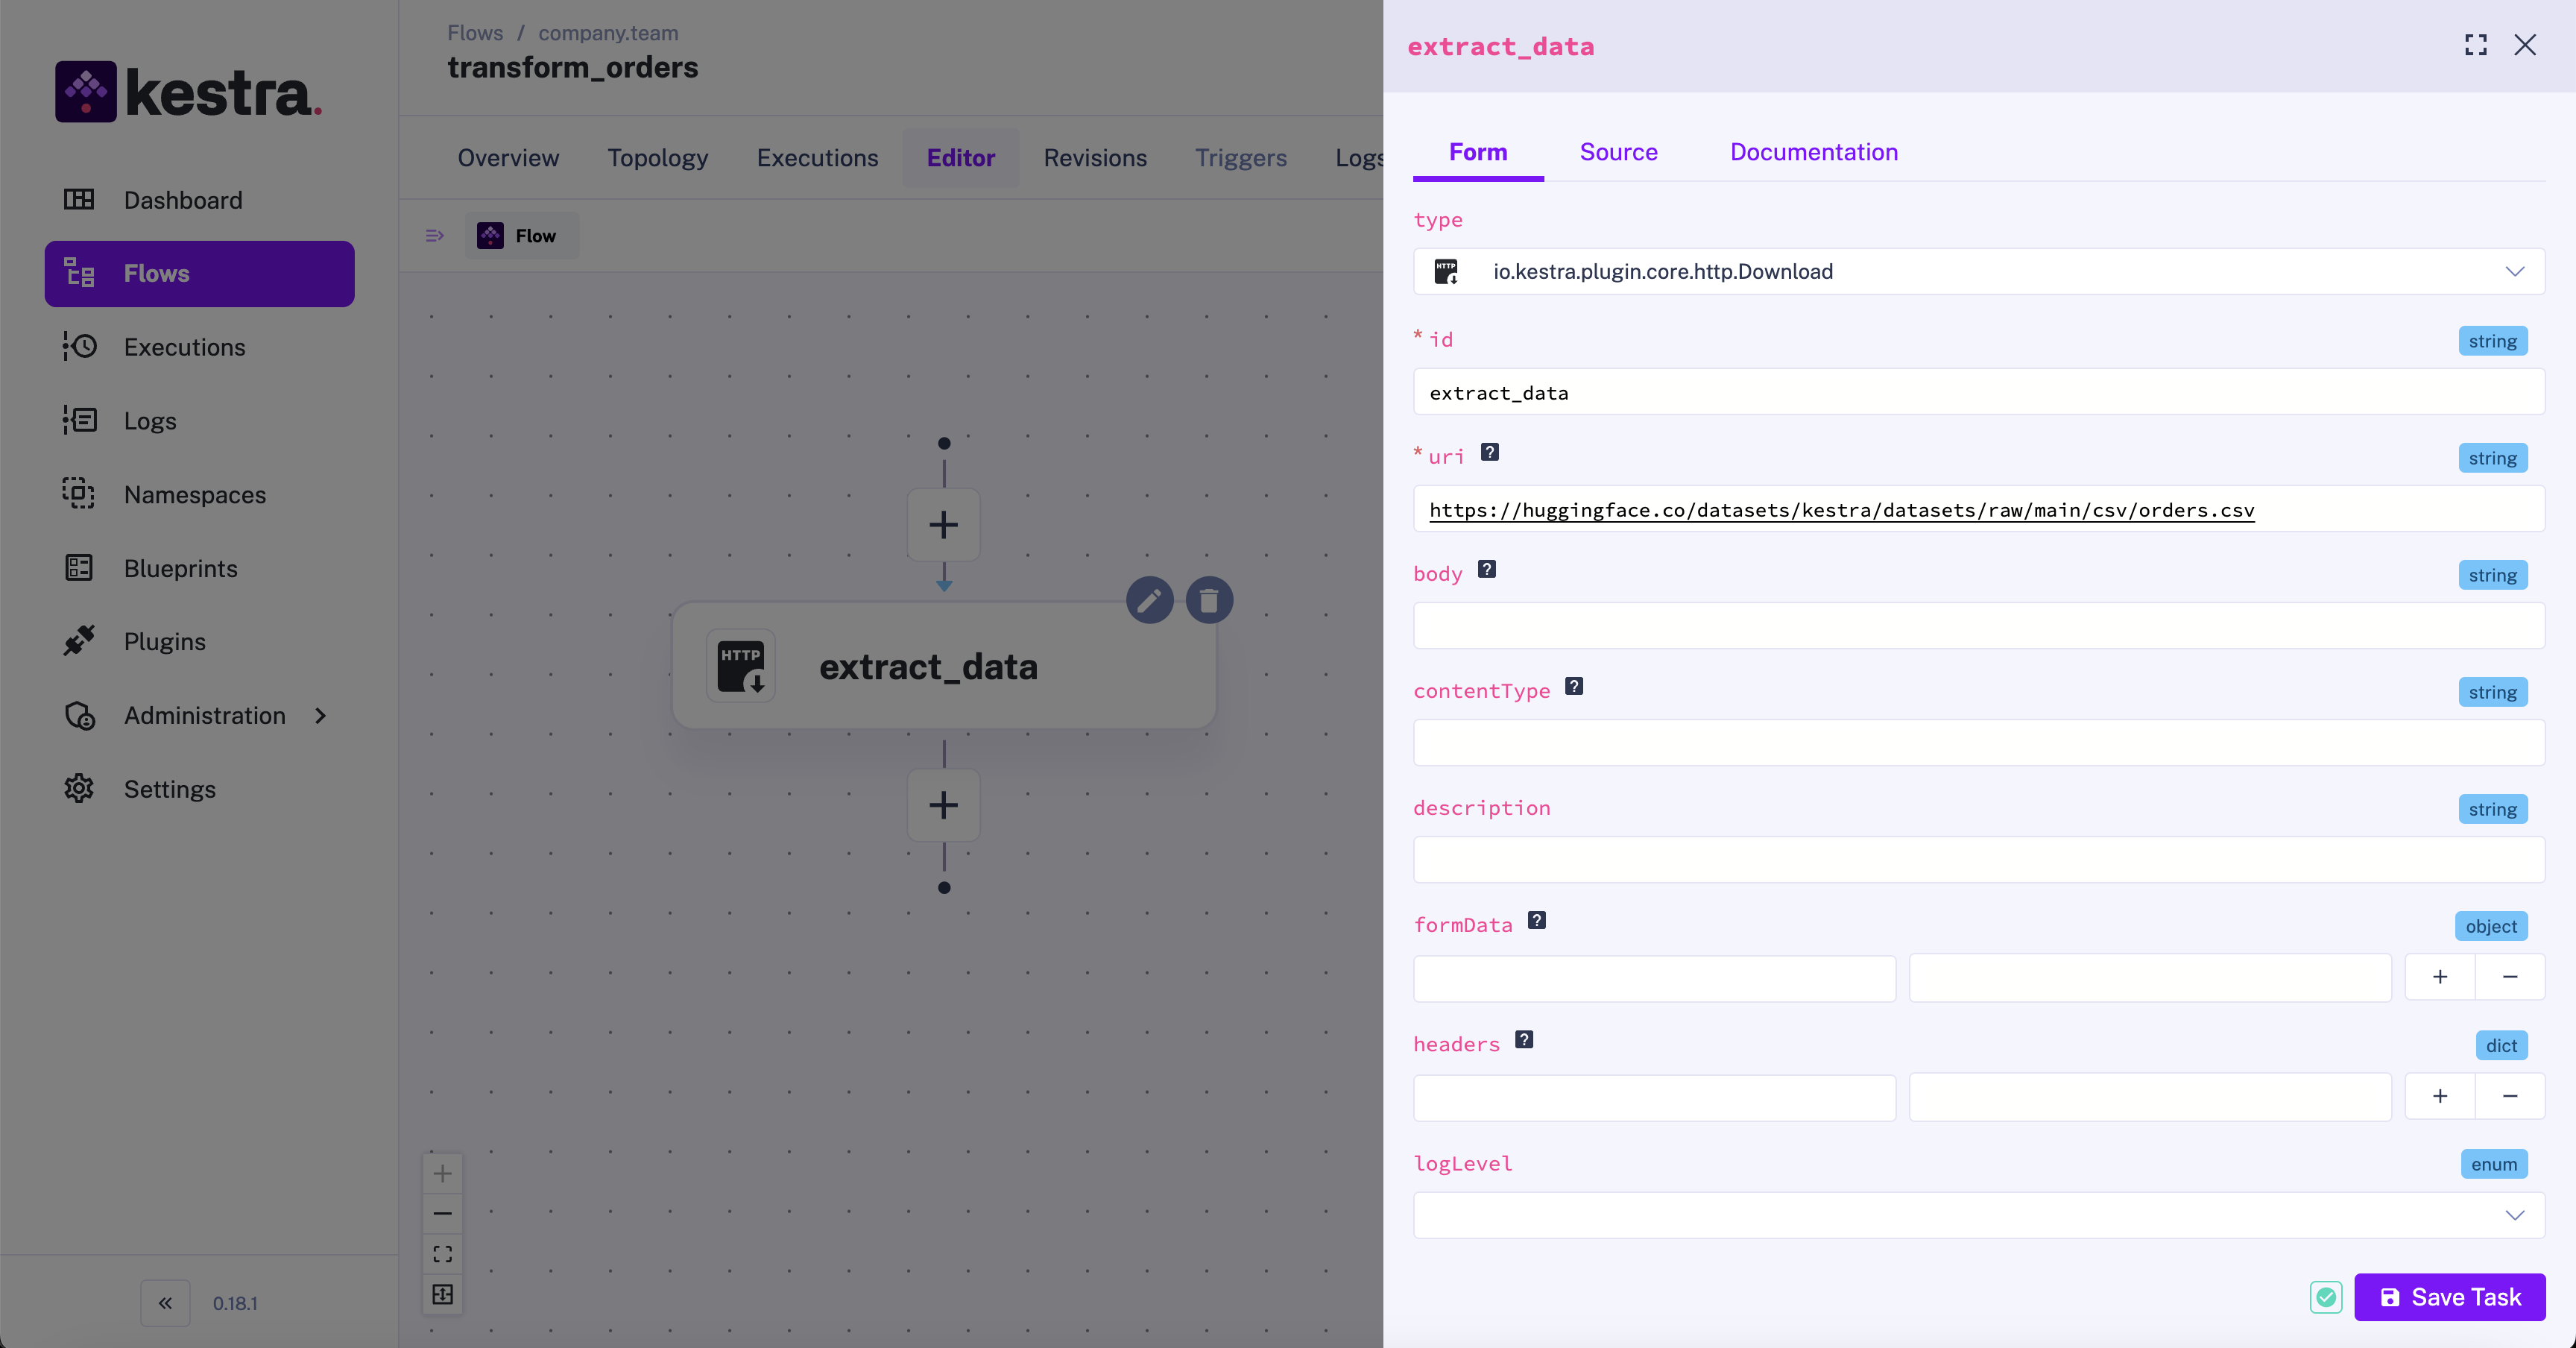 kestra.
Dashboard
Flows
Executions
Logs
Namespaces
Blueprints
Plugins
Administration
Settings
0.18.1
Flows / company.team
transform_orders
Overview Topology Executions Editor Revisions Triggers Logs
Flow
HTTP
extract_data
extract_data
Form Source Documentation
type
HTTP io.kestra.plugin.core.http.Download
* id string
extract_data
* uri ? string
https://huggingface.co/datasets/kestra/datasets/raw/main/csv/orders.csv
body ? string
contentType ? string
description string
formData ? object
+ −
headers ? dict
+ −
logLevel enum
Save Task